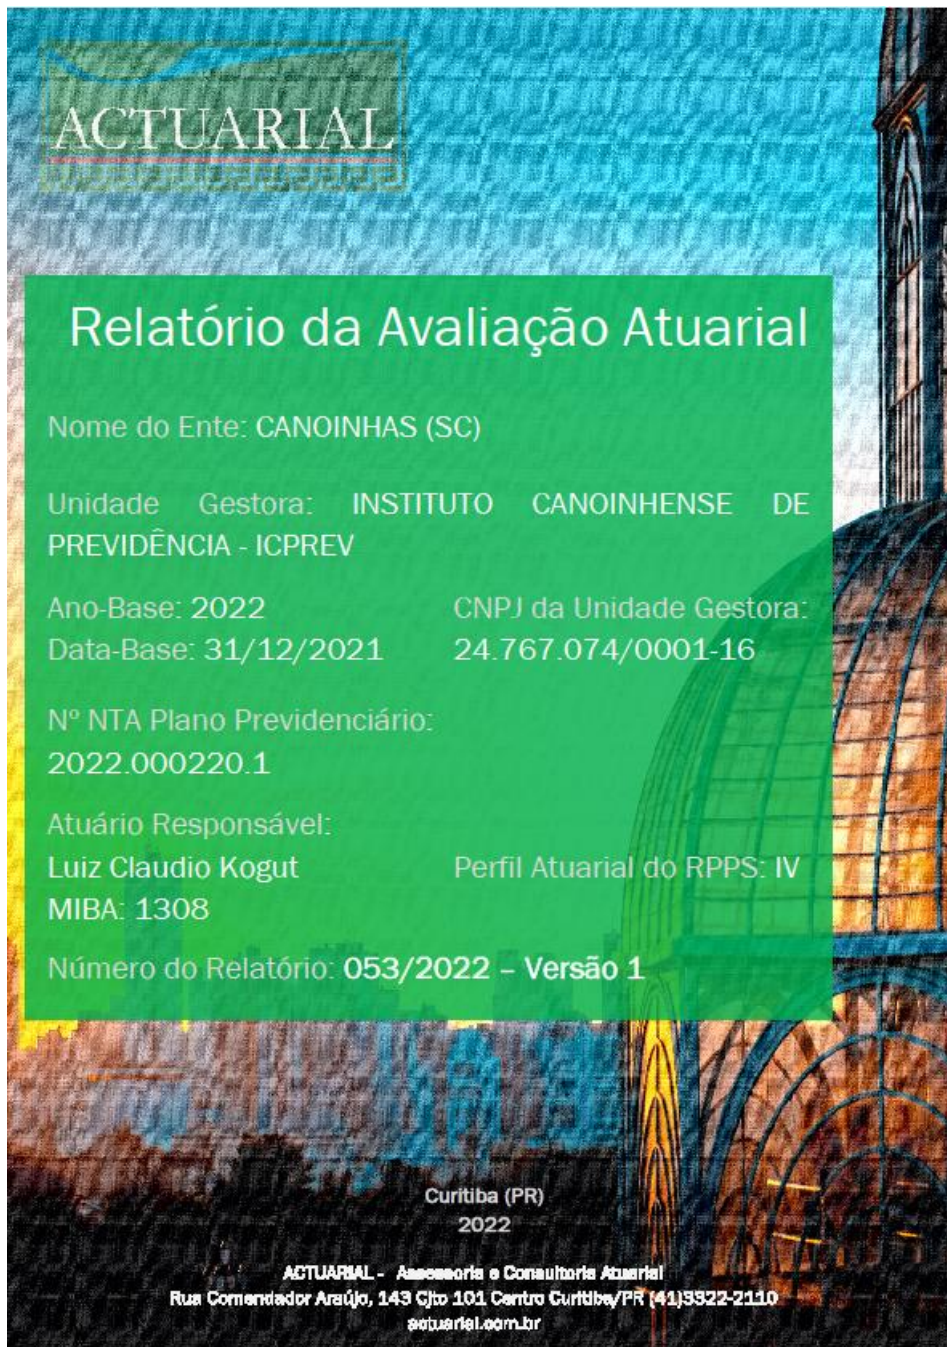 ACTUARIAL
Relatório da Avaliação Atuarial
Nome do Ente: CANOINHAS (SC)
Unidade Gestora: INSTITUTO CANOINHENSE DE
PREVIDÊNCIA - ICPREV
Ano-Base: 2022
Data-Base: 31/12/2021
CNPJ da Unidade Gestora:
24.767.074/0001-16
Nº NTA Plano Previdenciário:
2022.000220.1
Atuário Responsável:
Luiz Claudio Kogut
MIBA: 1308
Perfil Atuarial do RPPS: IV
Número do Relatório: 053/2022 – Versão 1
Curitiba (PR)
2022
ACTUARIAL - Assessoria e Consultoria Atuarial
Rua Comendador Araújo, 143 Cjto 101 Centro Curitiba/PR (41)3322-2110
actuarial.com.br